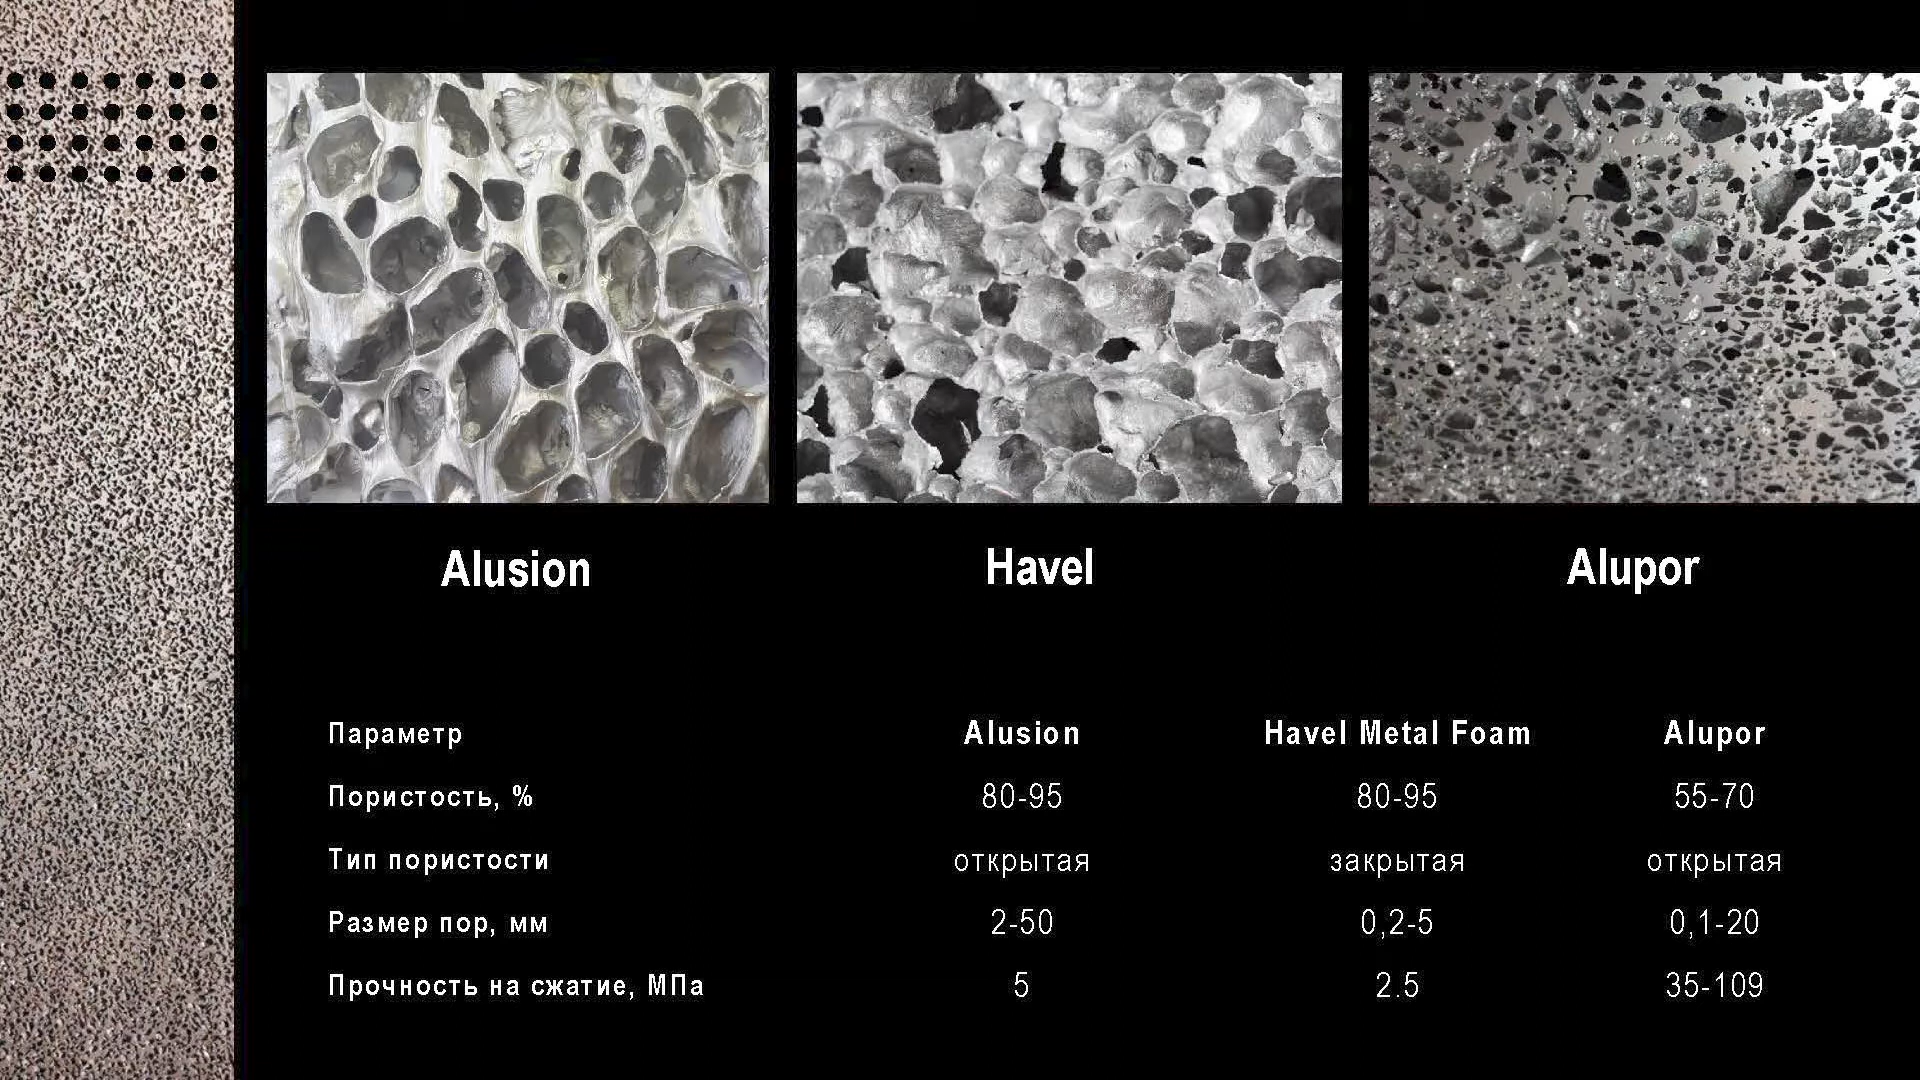 Alusion
Havel
Alupor
Параметр Alusion Havel Metal Foam Alupor
Пористость, % 80-95 80-95 55-70
Тип пористости открытая закрытая открытая
Размер пор, мм 2-50 0,2-5 0,1-20
Прочность на сжатие, МПа 5 2.5 35-109